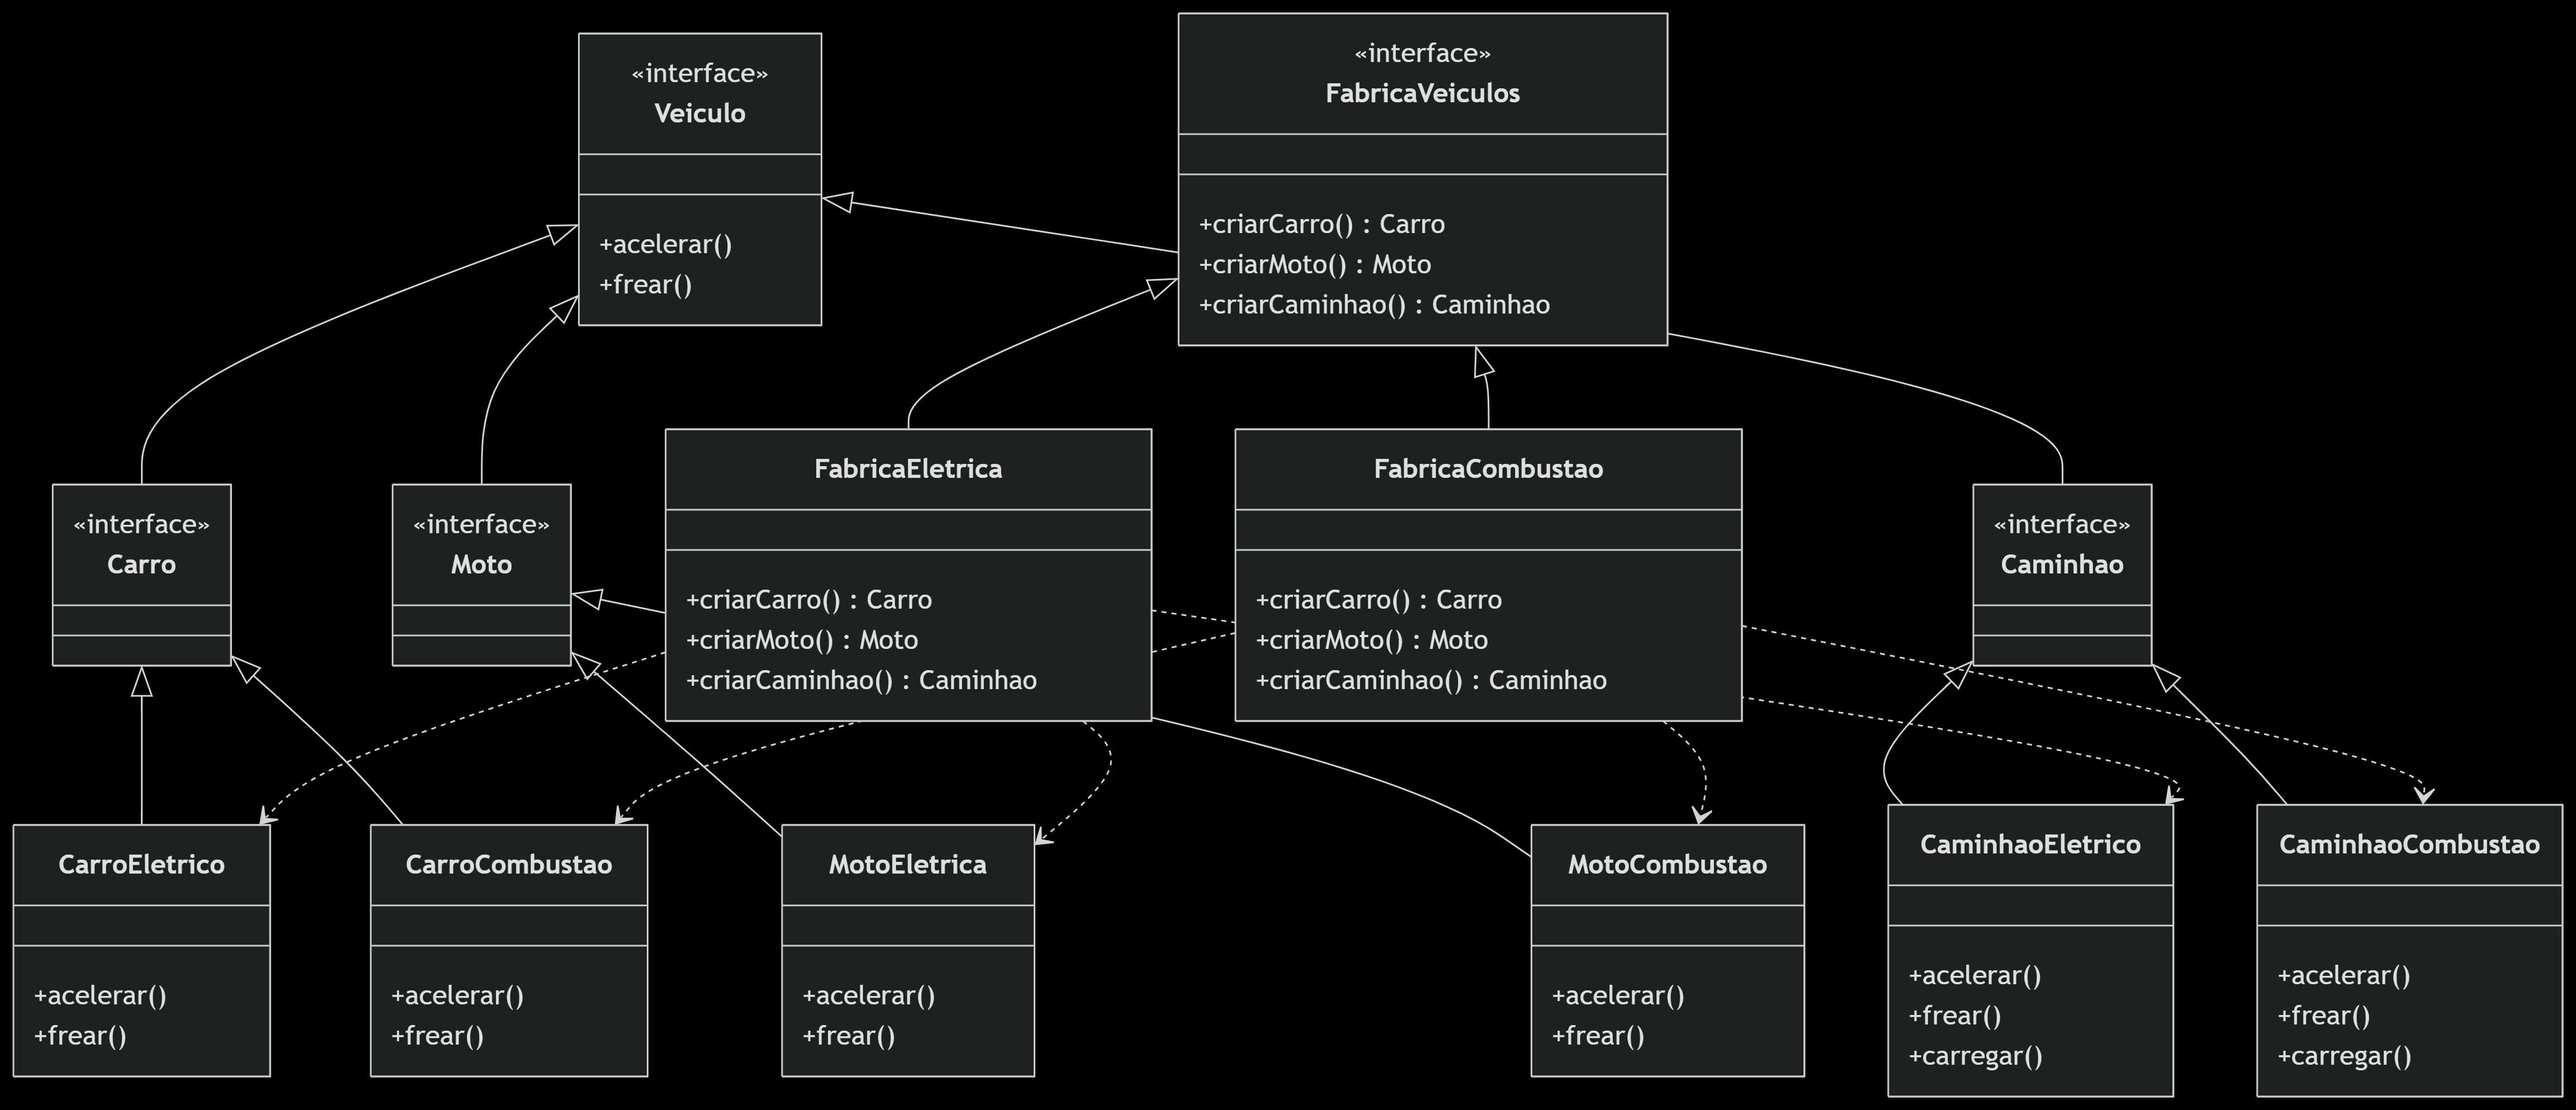 «interface»
Veiculo
+acelerar()
+frear()
«interface»
FabricaVeiculos
+criarCarro() : Carro
+criarMoto() : Moto
+criarCaminhao() : Caminhao
«interface»
Carro
«interface»
Moto
FabricaEletrica
+criarCarro() : Carro
+criarMoto() : Moto
+criarCaminhao() : Caminhao
FabricaCombustao
+criarCarro() : Carro
+criarMoto() : Moto
+criarCaminhao() : Caminhao
«interface»
Caminhao
CarroEletrico
+acelerar()
+frear()
CarroCombustao
+acelerar()
+frear()
MotoEletrica
+acelerar()
+frear()
MotoCombustao
+acelerar()
+frear()
CaminhaoEletrico
+acelerar()
+frear()
+carregar()
CaminhaoCombustao
+acelerar()
+frear()
+carregar()